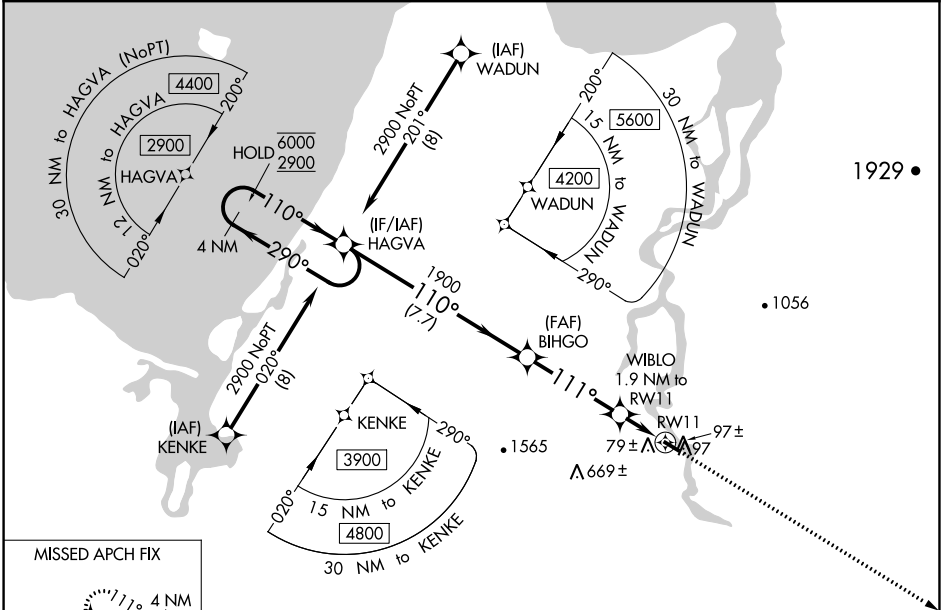 30 NM to HAGVA (NoPT)
4400
12 NM to HAGVA
200°
2900
HAGVA
020°
HOLD
6000
2900
(IAF)
WADUN
2900 NoPT
201°
(8)
200°
5600
15 NM to WADUN
30 NM to WADUN
4200
WADUN
290°
1929
110°
4 NM
290°
(IF/IAF)
HAGVA
1900
110°
(7.7)
1056
(FAF)
BIHGO
111°
WIBLO
1.9 NM to
RW11
RW11
97±
79±
97
669±
1565
2900 NoPT
020°
(8)
(IAF)
KENKE
KENKE
290°
3900
020°
15 NM to KENKE
4800
30 NM to KENKE
MISSED APCH FIX
111°
4 NM